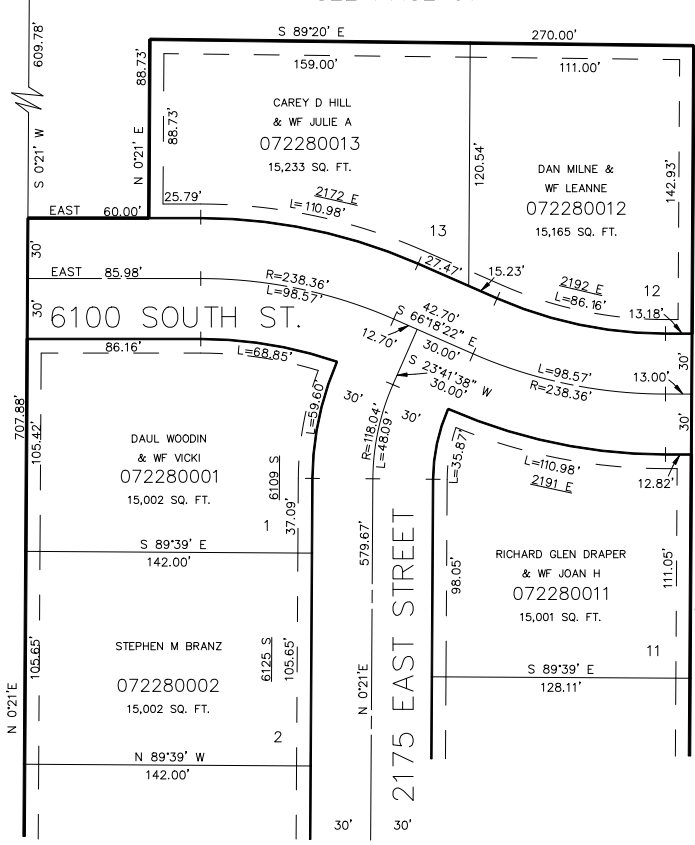 S 89°20' E
270.00'
609.78'
88.73'
159.00'
111.00'
CAREY D HILL
& WF JULIE A
072280013
15,233 SQ. FT.
88.73'
N 0°21' E
S 0°21' W
120.54'
142.93'
DAN MILNE &
WF LEANNE
072280012
15,165 SQ. FT.
25.79'
2172 E
L=110.98'
EAST 60.00'
13
27.47'
15.23'
2192 E
L=86.16'
12
13.18'
30'
EAST 85.98'
R=238.36'
L=98.57'
30'
6100 SOUTH ST.
42.70'
S 66°18'22" E
12.70'
30.00'
S 23°41'38" W
30.00'
L=98.57'
R=238.36'
13.00'
30'
30'
86.16'
L=68.85'
L=59.60'
30'
30'
R=118.04'
L=48.09'
L=35.87'
L=110.98'
2191 E
12.82'
707.88'
105.42'
DAUL WOODIN
& WF VICKI
072280001
15,002 SQ. FT.
6109 S
37.09'
1
S 89°39' E
142.00'
579.67'
2175 EAST STREET
98.05'
111.05'
RICHARD GLEN DRAPER
& WF JOAN H
072280011
15,001 SQ. FT.
11
S 89°39' E
128.11'
STEPHEN M BRANZ
072280002
15,002 SQ. FT.
105.65'
6125 S
105.65'
N 0°21'E
N 0°21'E
2
N 89°39' W
142.00'
30'
30'